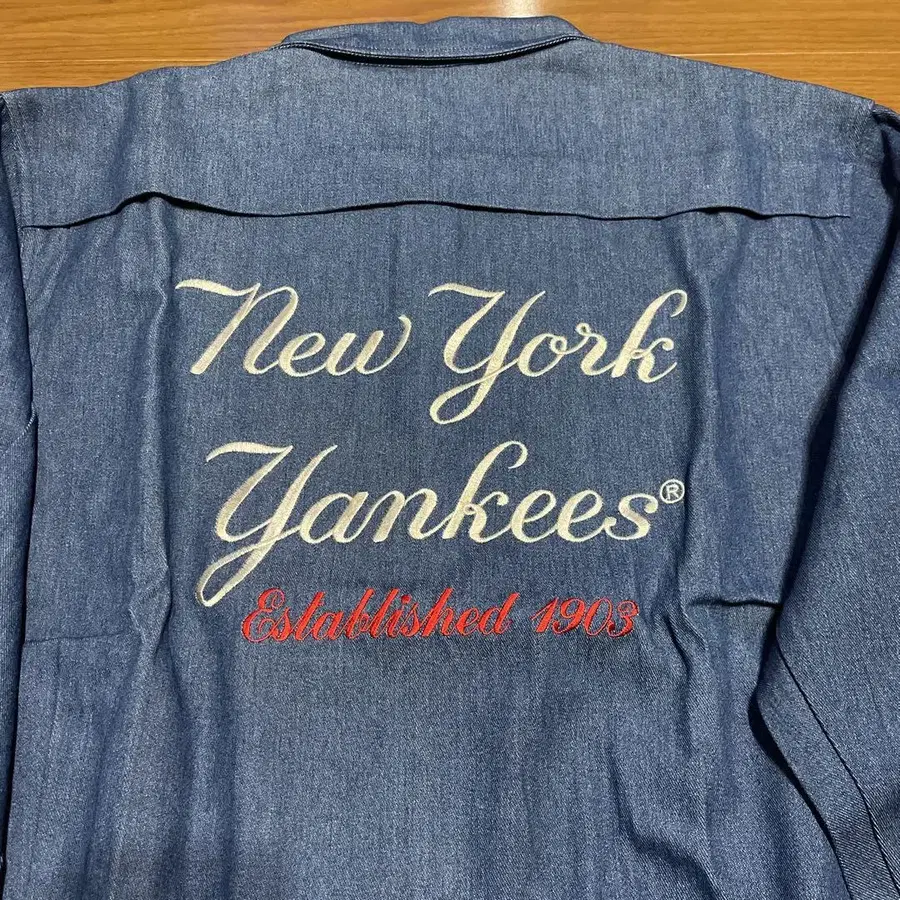 New York
Yankees®
Established 1903